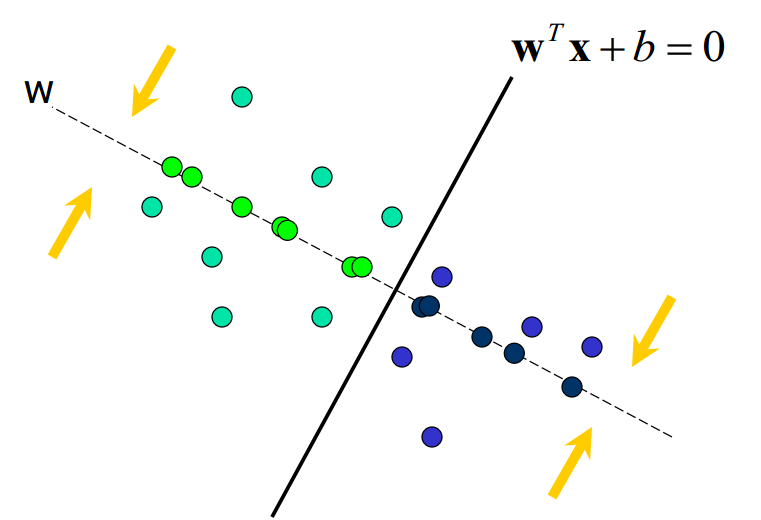 w^T x + b = 0
w